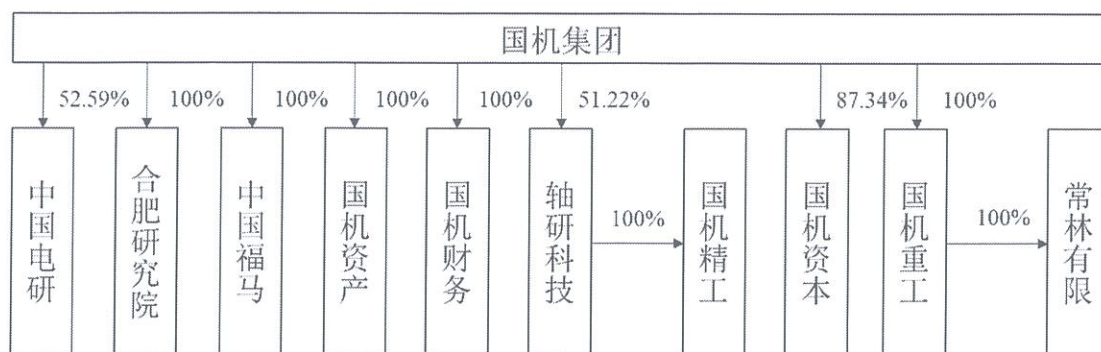 国机集团
52.59%
100%
100%
100%
100%
51.22%
87.34%
100%
中国电研
合肥研究院
中国福马
国机资产
国机财务
轴研科技
100%
国机精工
国机资本
国机重工
100%
常林有限